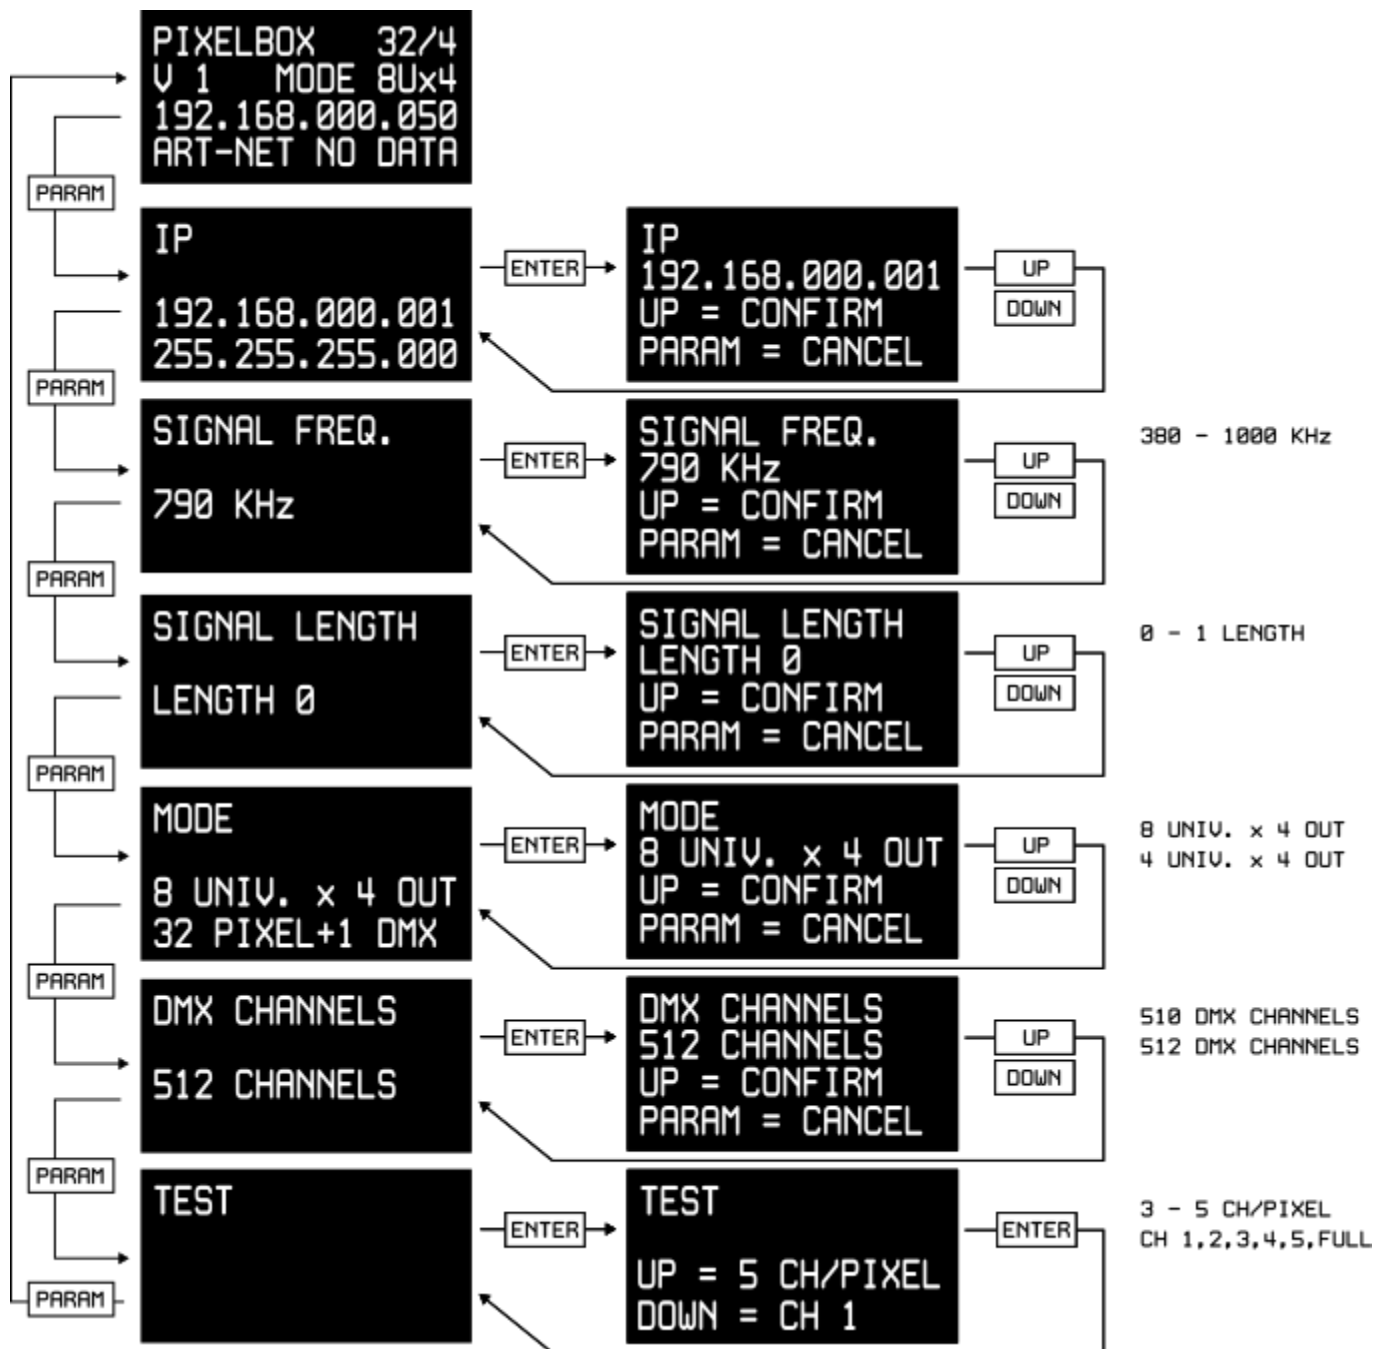 PIXELBOX 32/4
V 1 MODE 8Ux4
192.168.000.050
ART-NET NO DATA
PARAM
IP
192.168.000.001
255.255.255.000
ENTER
IP
192.168.000.001
UP = CONFIRM
PARAM = CANCEL
UP
DOWN
PARAM
SIGNAL FREQ.
790 KHz
ENTER
SIGNAL FREQ.
790 KHz
UP = CONFIRM
PARAM = CANCEL
UP
DOWN
380 - 1000 KHz
PARAM
SIGNAL LENGTH
LENGTH 0
ENTER
SIGNAL LENGTH
LENGTH 0
UP = CONFIRM
PARAM = CANCEL
UP
DOWN
0 - 1 LENGTH
PARAM
MODE
8 UNIV. x 4 OUT
32 PIXEL+1 DMX
ENTER
MODE
8 UNIV. x 4 OUT
UP = CONFIRM
PARAM = CANCEL
UP
DOWN
8 UNIV. x 4 OUT
4 UNIV. x 4 OUT
PARAM
DMX CHANNELS
512 CHANNELS
ENTER
DMX CHANNELS
512 CHANNELS
UP = CONFIRM
PARAM = CANCEL
UP
DOWN
510 DMX CHANNELS
512 DMX CHANNELS
PARAM
TEST
ENTER
TEST
UP = 5 CH/PIXEL
DOWN = CH 1
ENTER
3 - 5 CH/PIXEL
CH 1,2,3,4,5,FULL
PARAM